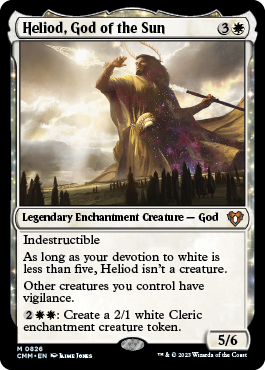 Heliod, God of the Sun 3
Legendary Enchantment Creature — God
Indestructible
As long as your devotion to white is
less than five, Heliod isn't a creature.
Other creatures you control have
vigilance.
2: Create a 2/1 white Cleric
enchantment creature token.
5/6
M 0826
CMM • EN
™ & © 2023 Wizards of the Coast